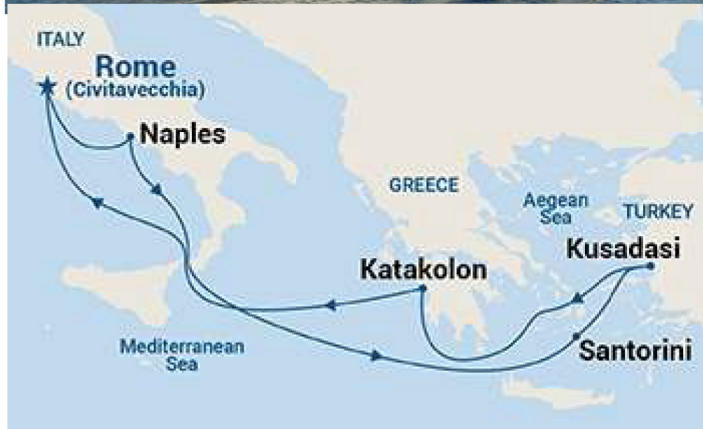 ITALY
Rome
(Civitavecchia)
Naples
GREECE
Aegean
Sea
TURKEY
Kusadasi
Katakolon
Mediterranean
Sea
Santorini